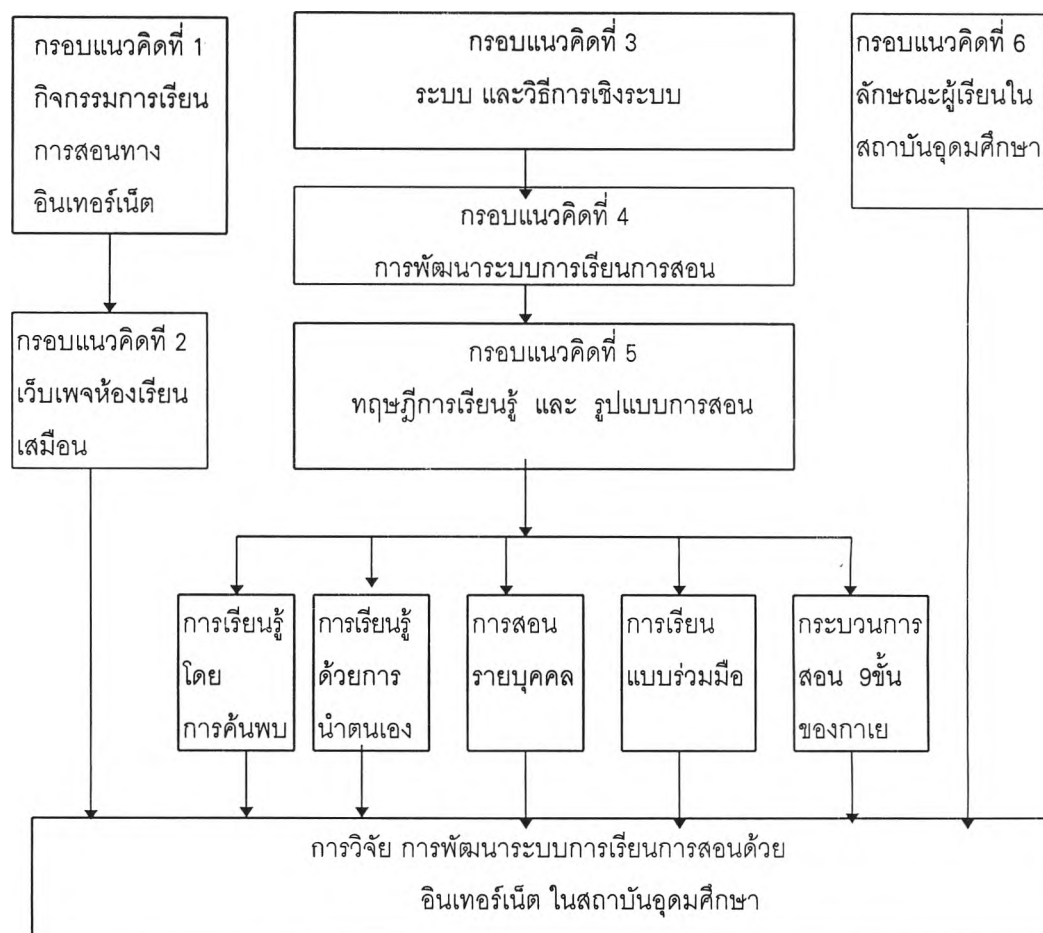 กรอบแนวคิดที่ 1
กิจกรรมการเรียน
การสอนทาง
อินเทอร์เน็ต
กรอบแนวคิดที่ 2
เว็บเพจห้องเรียน
เสมือน
กรอบแนวคิดที่ 3
ระบบ และวิธีการเชิงระบบ
กรอบแนวคิดที่ 4
การพัฒนาระบบการเรียนการสอน
กรอบแนวคิดที่ 5
ทฤษฎีการเรียนรู้ และ รูปแบบการสอน
กรอบแนวคิดที่ 6
ลักษณะผู้เรียนใน
สถาบันอุดมศึกษา
การเรียนรู้
โดย
การค้นพบ
การเรียนรู้
ด้วยการ
นำตนเอง
การสอน
รายบุคคล
การเรียน
แบบร่วมมือ
กระบวนการ
สอน 9ขั้น
ของกาเย
การวิจัย การพัฒนาระบบการเรียนการสอนด้วย
อินเทอร์เน็ต ในสถาบันอุดมศึกษา